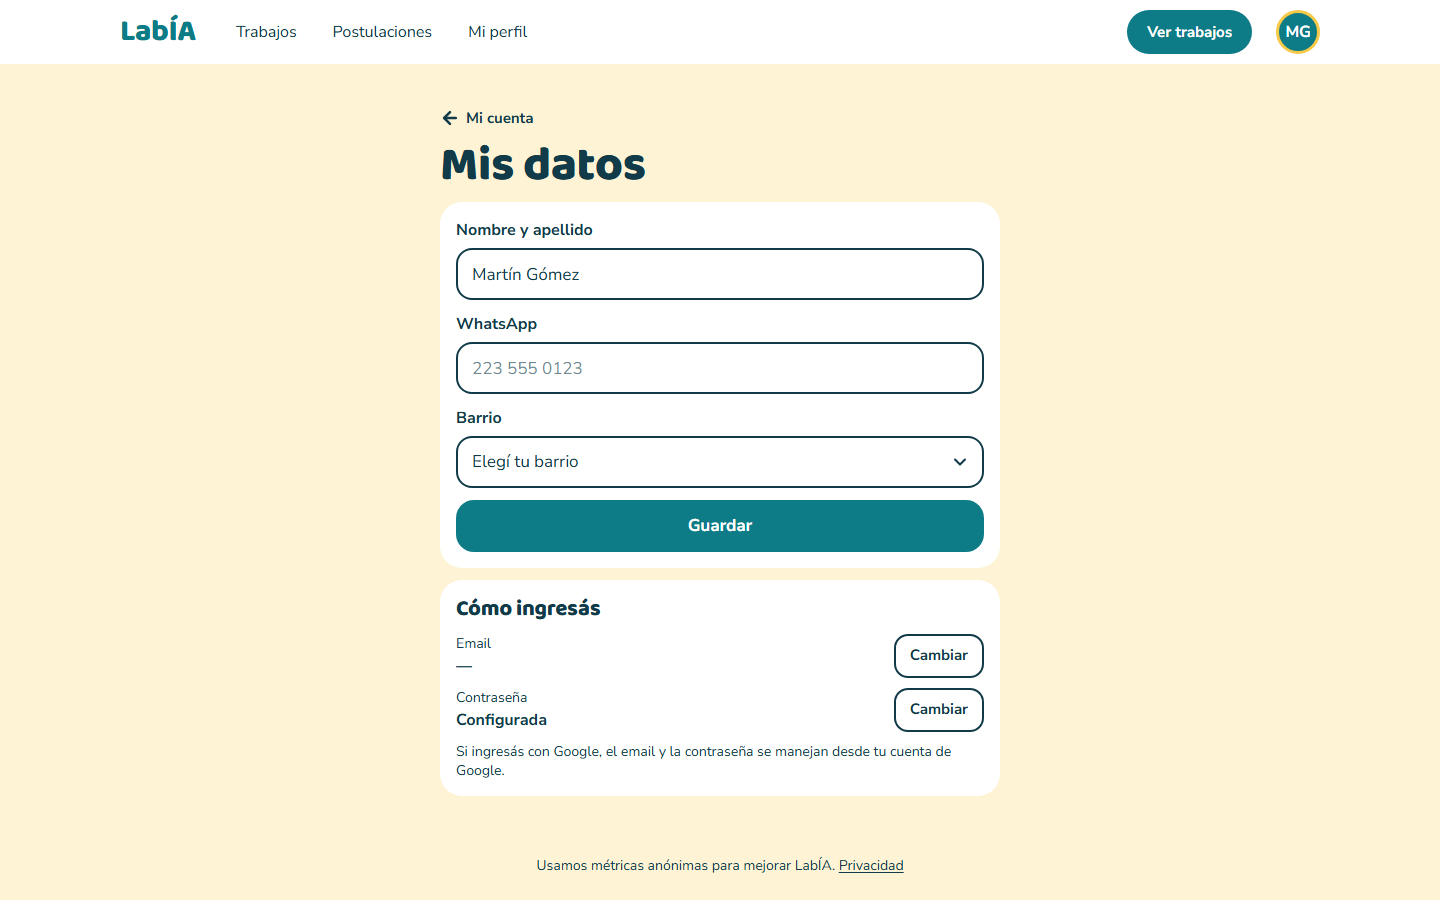 LabÍA
Trabajos
Postulaciones
Mi perfil
Ver trabajos
MG
Mi cuenta
Mis datos
Nombre y apellido
Martín Gómez
WhatsApp
223 555 0123
Barrio
Elegí tu barrio
Guardar
Cómo ingresás
Email
—
Cambiar
Contraseña
Configurada
Cambiar
Si ingresás con Google, el email y la contraseña se manejan desde tu cuenta de
Google.
Usamos métricas anónimas para mejorar LabÍA. Privacidad